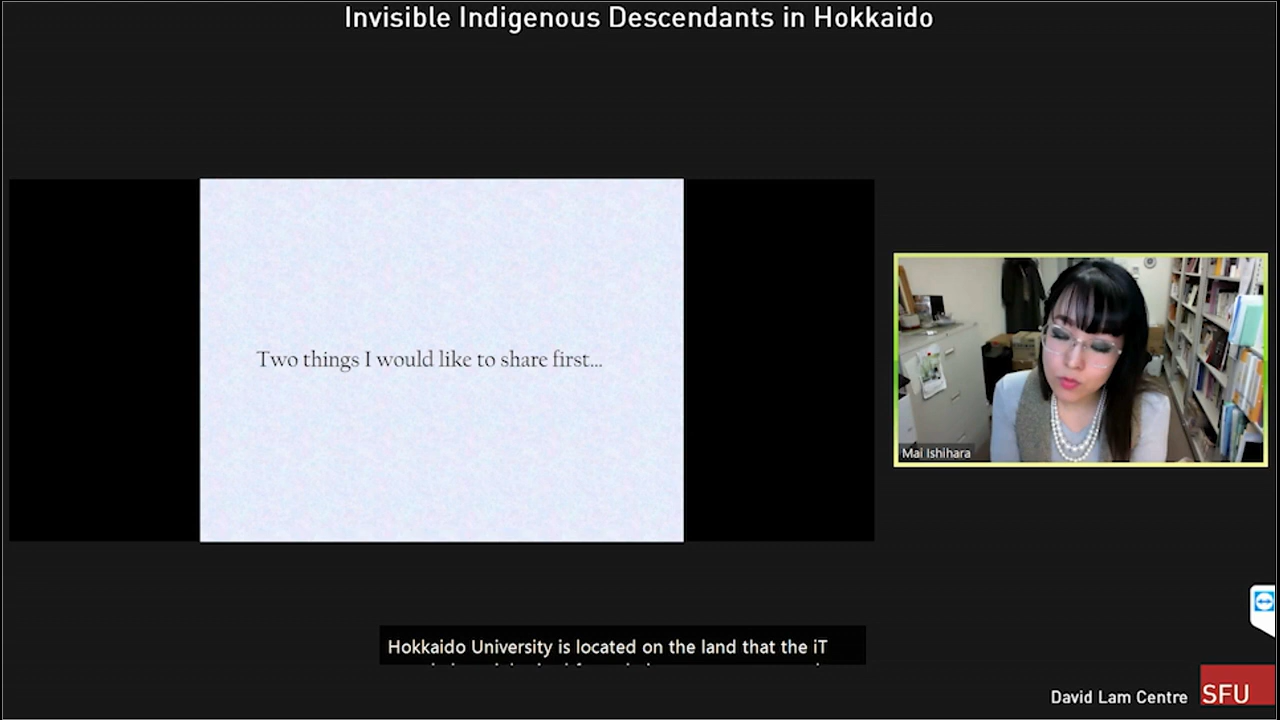 Invisible Indigenous Descendants in Hokkaido
Two things I would like to share first...
Mai Ishihara
Hokkaido University is located on the land that the iT
David Lam Centre
SFU